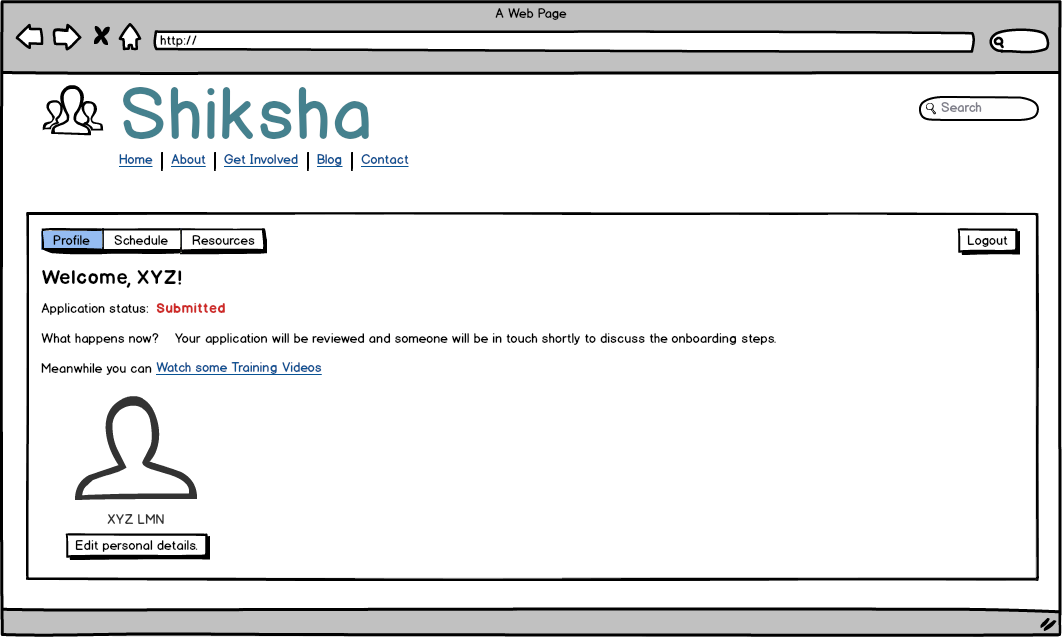 A Web Page
http://
Shiksha
Search
Home | About | Get Involved | Blog | Contact
Profile Schedule Resources Logout
Welcome, XYZ!
Application status: Submitted
What happens now? Your application will be reviewed and someone will be in touch shortly to discuss the onboarding steps.
Meanwhile you can Watch some Training Videos
XYZ LMN
Edit personal details.